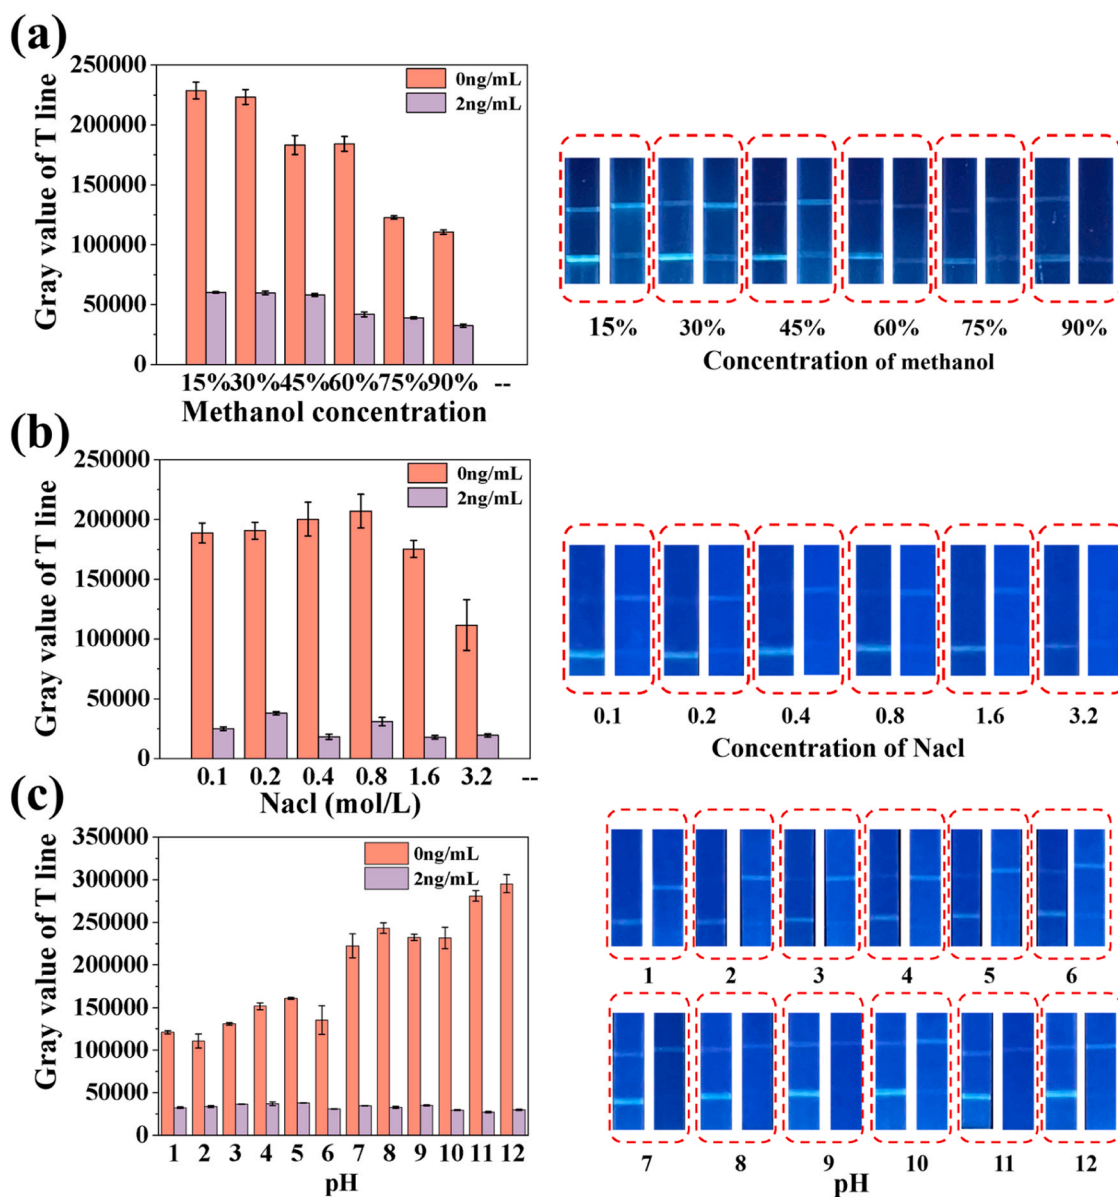 (a)
250000
200000
150000
100000
50000
0
Gray value of T line
0ng/mL
2ng/mL
15% 30% 45% 60% 75% 90% --
Methanol concentration
15% 30% 45% 60% 75% 90%
Concentration of methanol
(b)
250000
200000
150000
100000
50000
0
Gray value of T line
0ng/mL
2ng/mL
0.1 0.2 0.4 0.8 1.6 3.2 --
Nacl (mol/L)
0.1 0.2 0.4 0.8 1.6 3.2
Concentration of Nacl
(c)
350000
300000
250000
200000
150000
100000
50000
0
Gray value of T line
0ng/mL
2ng/mL
1 2 3 4 5 6 7 8 9 10 11 12
pH
1 2 3 4 5 6
7 8 9 10 11 12
pH